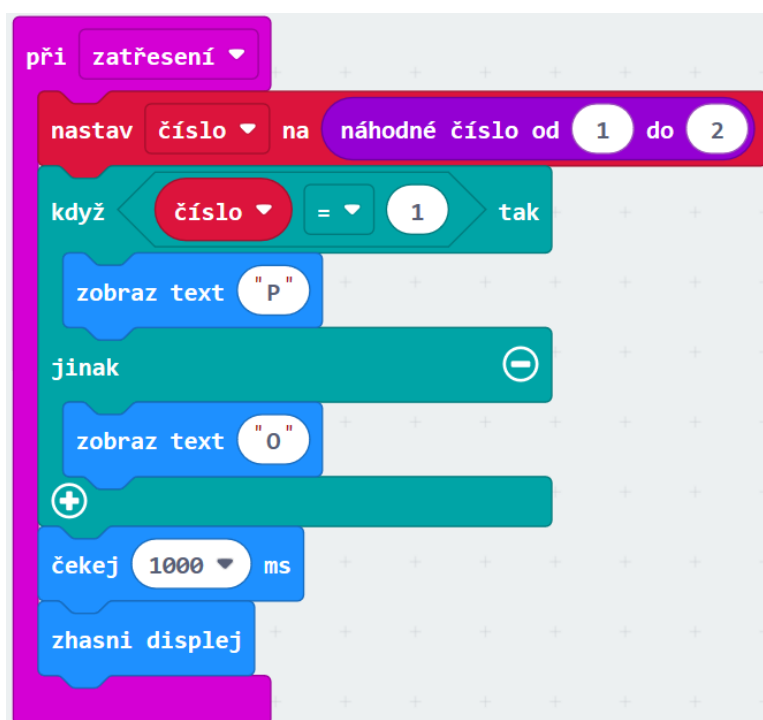 při zatřesení
nastav číslo na náhodné číslo od 1 do 2
když číslo = 1 tak
zobraz text "P"
jinak
zobraz text "O"
čekej 1000 ms
zhasni displej